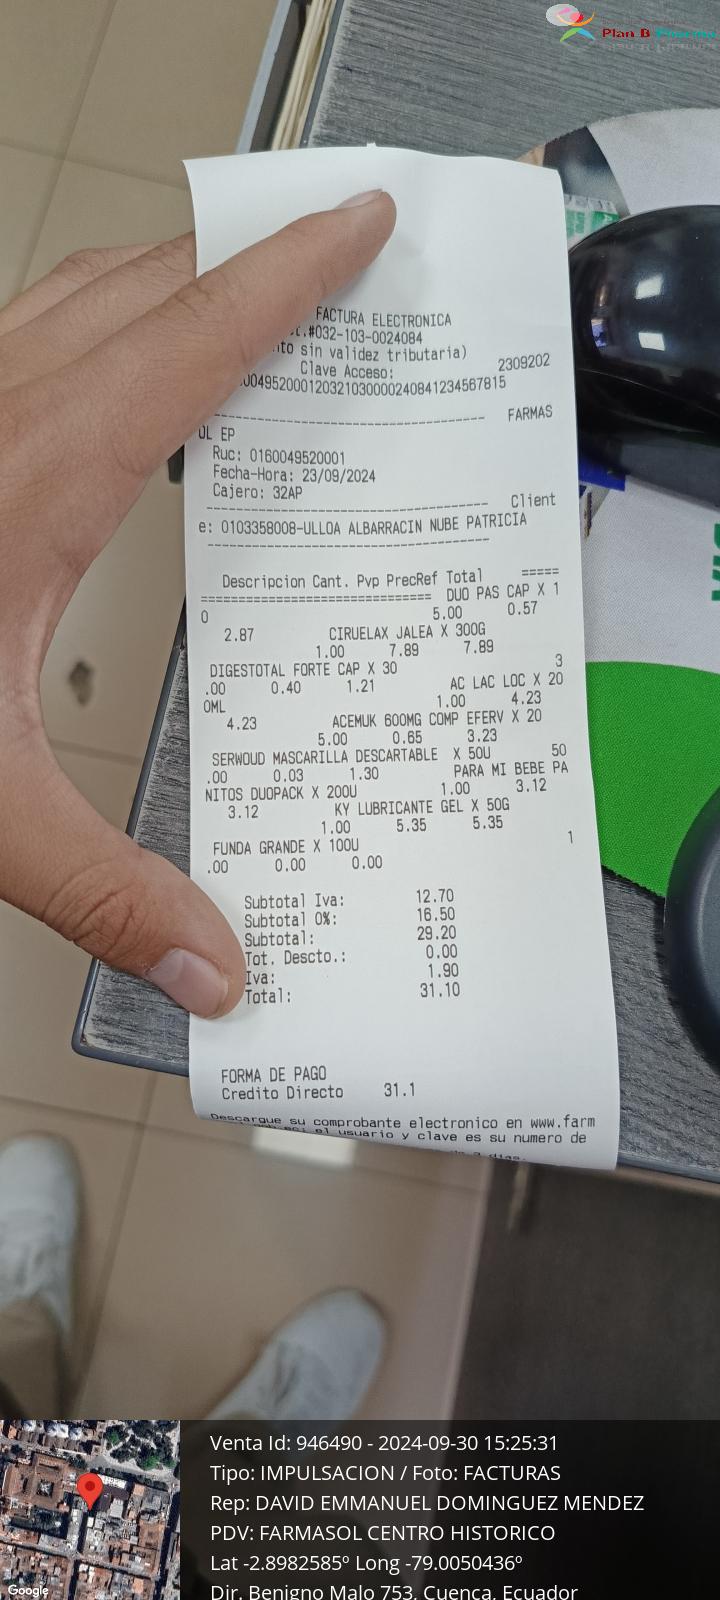 Plan B Pharma
FACTURA ELECTRONICA
.#032-103-0024084
to sin validez tributaria)
Clave Acceso: 2309202
0049520001203210300002408412345678​15
------------------------------------ FARMAS
OL EP
Ruc: 0160049520001
Fecha-Hora: 23/09/2024
Cajero: 32AP
------------------------------------ Client
e: 0103358008-ULLOA ALBARRACIN NUBE PATRICIA
------------------------------------
Descripcion Cant. Pvp PrecRef Total =====
============================== DUO PAS CAP X 1
0 5.00 0.57
2.87 CIRUELAX JALEA X 300G
1.00 7.89 7.89
DIGESTOTAL FORTE CAP X 30 3
.00 0.40 1.21 AC LAC LOC X 20
0ML 1.00 4.23
4.23 ACEMUK 600MG COMP EFERV X 20
5.00 0.65 3.23
SERWOUD MASCARILLA DESCARTABLE X 50U 50
.00 0.03 1.30 PARA MI BEBE PA
NITOS DUOPACK X 200U 1.00 3.12
3.12 KY LUBRICANTE GEL X 50G
1.00 5.35 5.35
FUNDA GRANDE X 100U 1
.00 0.00 0.00
Subtotal Iva: 12.70
Subtotal 0%: 16.50
Subtotal: 29.20
Tot. Descto.: 0.00
Iva: 1.90
Total: 31.10
FORMA DE PAGO
Credito Directo 31.1
Descargue su comprobante electronico en www.farm
el usuario y clave es su numero de
Venta Id: 946490 - 2024-09-30 15:25:31
Tipo: IMPULSACION / Foto: FACTURAS
Rep: DAVID EMMANUEL DOMINGUEZ MENDEZ
PDV: FARMASOL CENTRO HISTORICO
Lat -2.8982585º Long -79.0050436º
Dir. Benigno Malo 753, Cuenca, Ecuador
Google